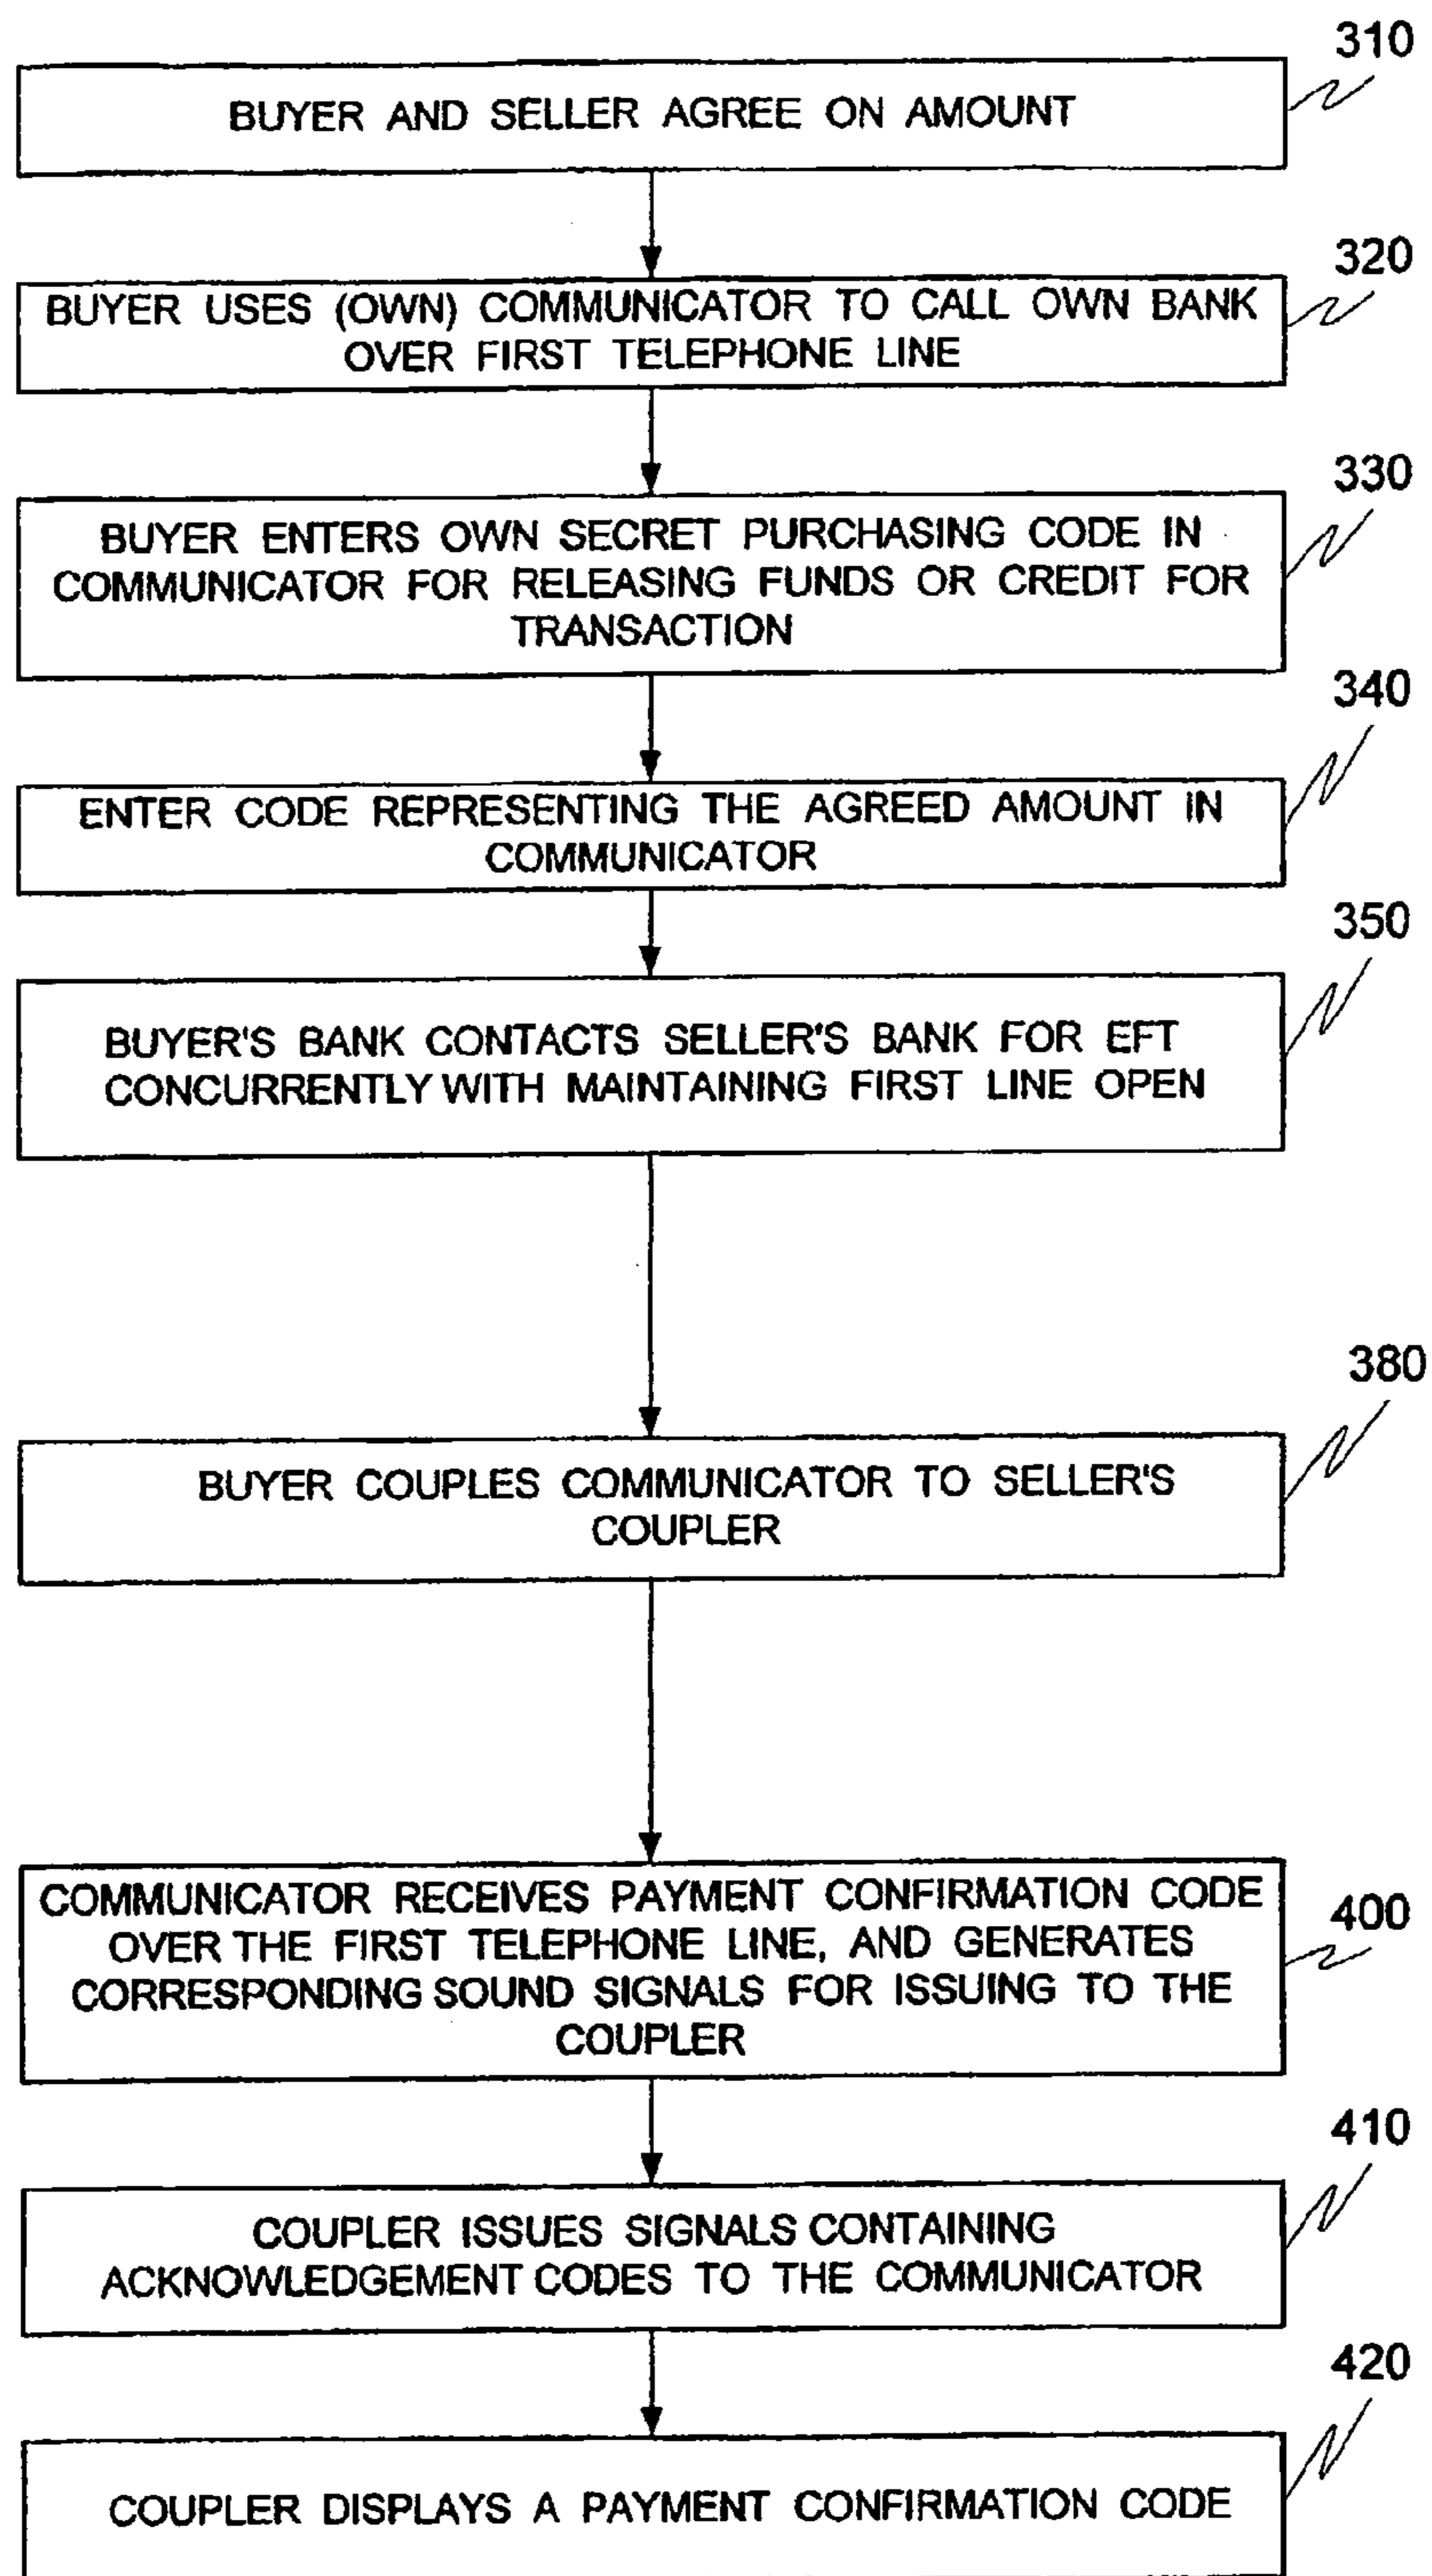 310
BUYER AND SELLER AGREE ON AMOUNT
320
BUYER USES (OWN) COMMUNICATOR TO CALL OWN BANK
OVER FIRST TELEPHONE LINE
330
BUYER ENTERS OWN SECRET PURCHASING CODE IN
COMMUNICATOR FOR RELEASING FUNDS OR CREDIT FOR
TRANSACTION
340
ENTER CODE REPRESENTING THE AGREED AMOUNT IN
COMMUNICATOR
350
BUYER'S BANK CONTACTS SELLER'S BANK FOR EFT
CONCURRENTLY WITH MAINTAINING FIRST LINE OPEN
380
BUYER COUPLES COMMUNICATOR TO SELLER'S
COUPLER
400
COMMUNICATOR RECEIVES PAYMENT CONFIRMATION CODE
OVER THE FIRST TELEPHONE LINE, AND GENERATES
CORRESPONDING SOUND SIGNALS FOR ISSUING TO THE
COUPLER
410
COUPLER ISSUES SIGNALS CONTAINING
ACKNOWLEDGEMENT CODES TO THE COMMUNICATOR
420
COUPLER DISPLAYS A PAYMENT CONFIRMATION CODE